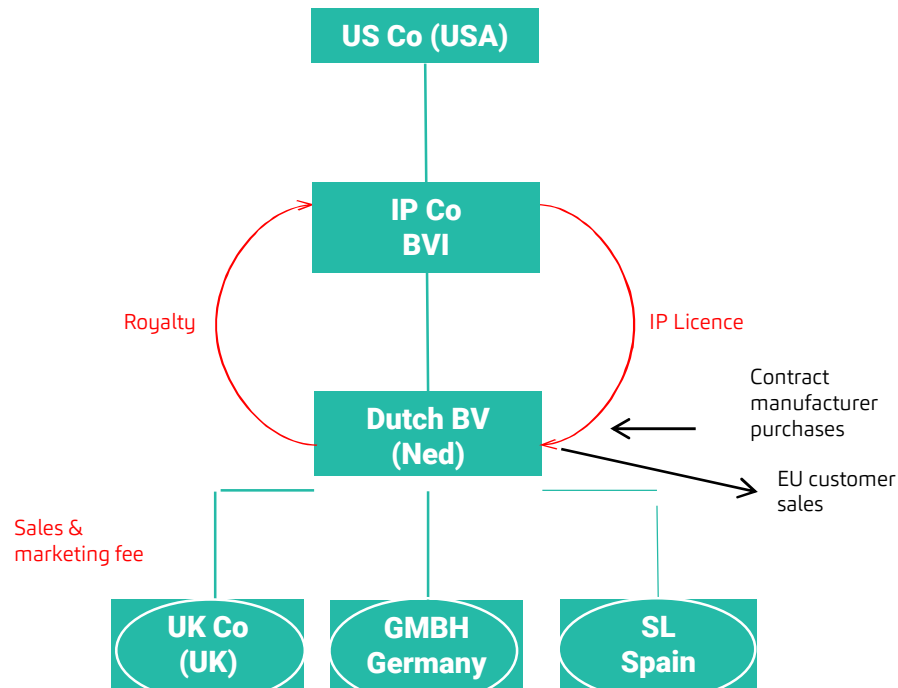 US Co (USA)
IP Co
BVI
Royalty
IP Licence
Contract
manufacturer
purchases
Dutch BV
(Ned)
EU customer
sales
Sales &
marketing fee
UK Co
(UK)
GMBH
Germany
SL
Spain